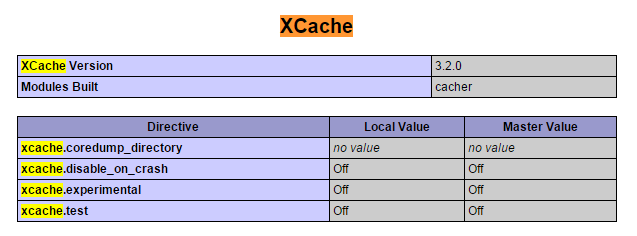 XCache
XCache Version 3.2.0
Modules Built cacher
Directive Local Value Master Value
xcache.coredump_directory no value no value
xcache.disable_on_crash Off Off
xcache.experimental Off Off
xcache.test Off Off